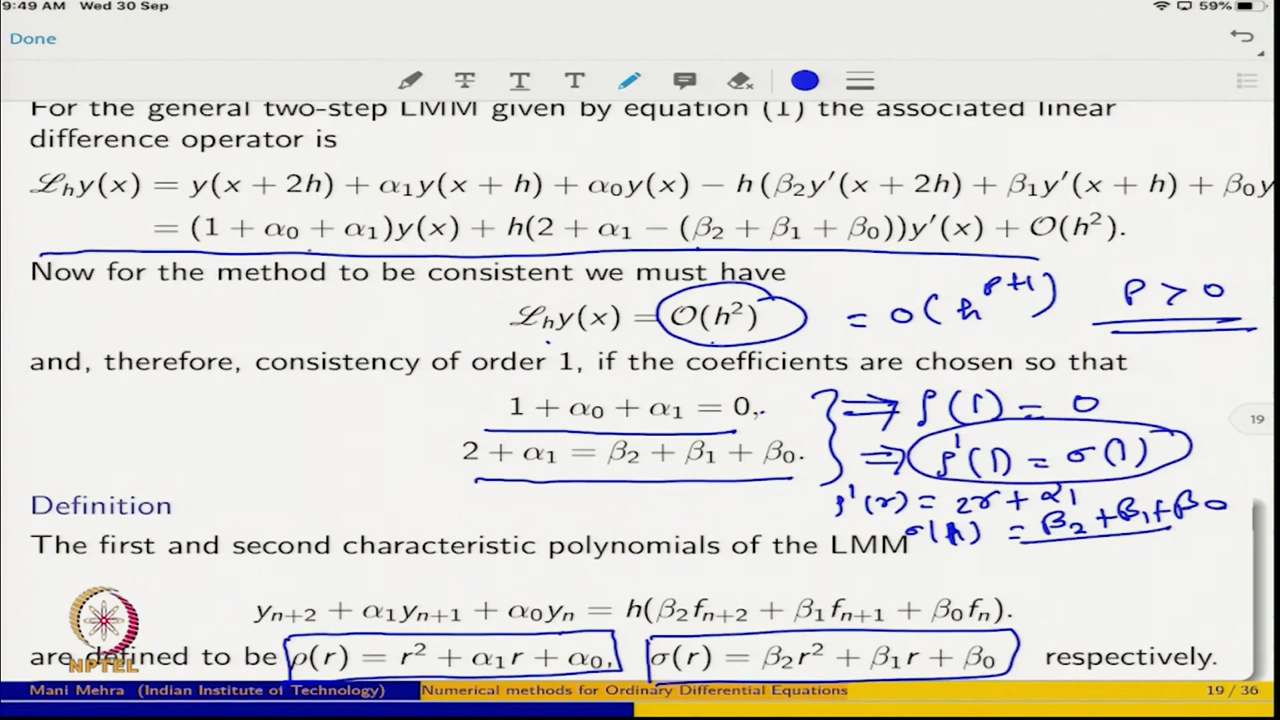 9:49 AM Wed 30 Sep
59%
Done
For the general two-step LMM given by equation (1) the associated linear
difference operator is
ℒₕy(x) = y(x + 2h) + α₁y(x + h) + α₀y(x) − h(β₂y′(x + 2h) + β₁y′(x + h) + β₀y
= (1 + α₀ + α₁)y(x) + h(2 + α₁ − (β₂ + β₁ + β₀))y′(x) + 𝒪(h²).
Now for the method to be consistent we must have
ℒₕy(x) = 𝒪(h²) = O(h^{p+1}) P > 0
and, therefore, consistency of order 1, if the coefficients are chosen so that
1 + α₀ + α₁ = 0, ⇒ ρ(1) = 0
19
2 + α₁ = β₂ + β₁ + β₀. ⇒ ρ'(1) = σ(1)
ρ'(r) = 2r + α₁
Definition
σ(1) = β₂ + β₁ + β₀
The first and second characteristic polynomials of the LMM
yₙ₊₂ + α₁yₙ₊₁ + α₀yₙ = h(β₂fₙ₊₂ + β₁fₙ₊₁ + β₀fₙ).
are defined to be ρ(r) = r² + α₁r + α₀, σ(r) = β₂r² + β₁r + β₀ respectively.
NPTEL
Mani Mehra (Indian Institute of Technology) Numerical methods for Ordinary Differential Equations 19 / 36